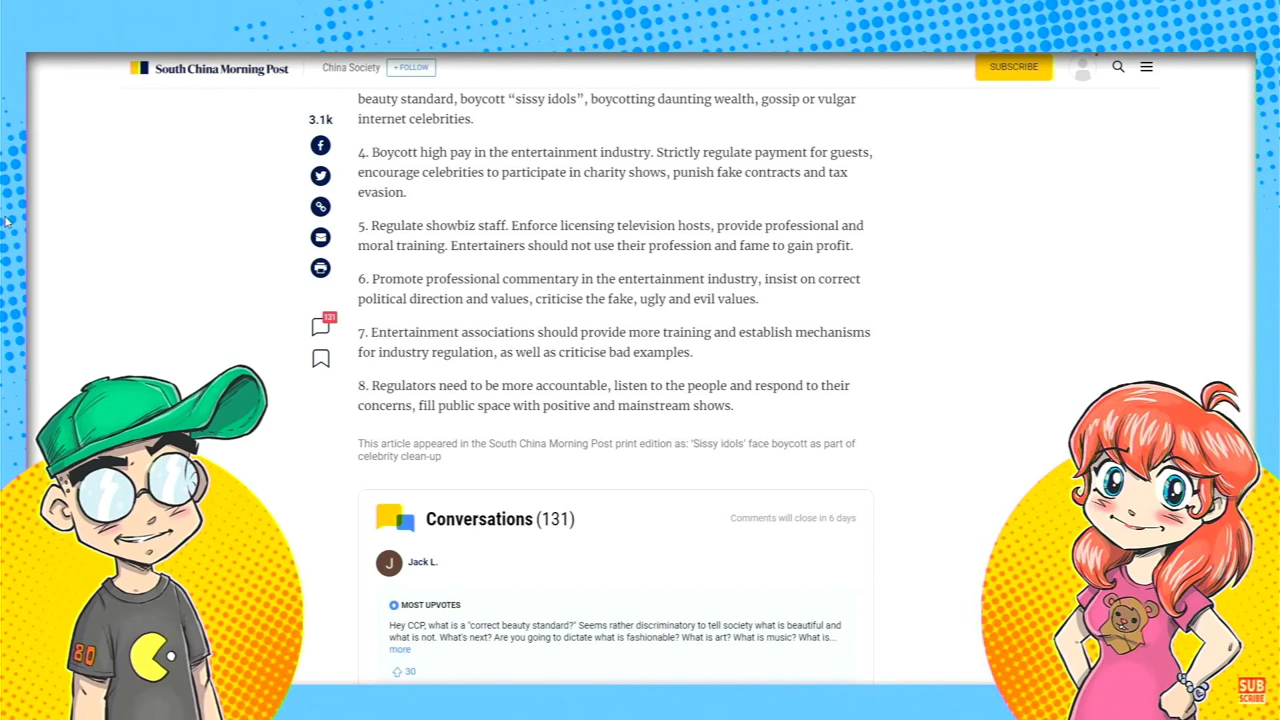 South China Morning Post
China Society
+ FOLLOW
SUBSCRIBE
beauty standard, boycott “sissy idols”, boycotting daunting wealth, gossip or vulgar
internet celebrities.
3.1k
4. Boycott high pay in the entertainment industry. Strictly regulate payment for guests,
encourage celebrities to participate in charity shows, punish fake contracts and tax
evasion.
5. Regulate showbiz staff. Enforce licensing television hosts, provide professional and
moral training. Entertainers should not use their profession and fame to gain profit.
6. Promote professional commentary in the entertainment industry, insist on correct
political direction and values, criticise the fake, ugly and evil values.
131
7. Entertainment associations should provide more training and establish mechanisms
for industry regulation, as well as criticise bad examples.
8. Regulators need to be more accountable, listen to the people and respond to their
concerns, fill public space with positive and mainstream shows.
This article appeared in the South China Morning Post print edition as: ‘Sissy idols’ face boycott as part of
celebrity clean-up
Conversations (131)
Comments will close in 6 days
J
Jack L.
MOST UPVOTES
Hey CCP, what is a "correct beauty standard?" Seems rather discriminatory to tell society what is beautiful and
what is not. What's next? Are you going to dictate what is fashionable? What is art? What is music? What is...
more
30
80
SUB
SCRIBE